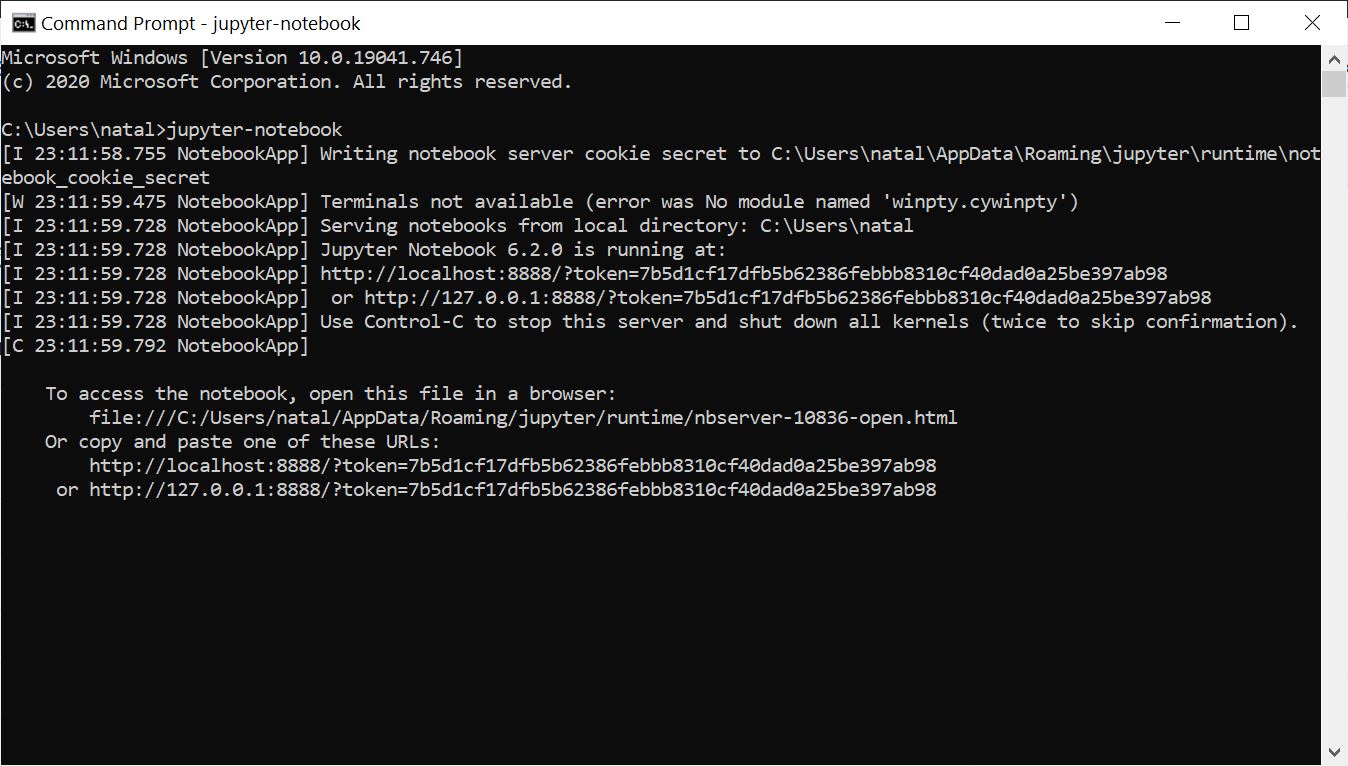 Command Prompt - jupyter-notebook
Microsoft Windows [Version 10.0.19041.746]
(c) 2020 Microsoft Corporation. All rights reserved.
C:\Users\natal>jupyter-notebook
[I 23:11:58.755 NotebookApp] Writing notebook server cookie secret to C:\Users\natal\AppData\Roaming\jupyter\runtime\not
ebook_cookie_secret
[W 23:11:59.475 NotebookApp] Terminals not available (error was No module named 'winpty.cywinpty')
[I 23:11:59.728 NotebookApp] Serving notebooks from local directory: C:\Users\natal
[I 23:11:59.728 NotebookApp] Jupyter Notebook 6.2.0 is running at:
[I 23:11:59.728 NotebookApp] http://localhost:8888/?token=7b5d1cf17dfb5b62386febbb8310cf40dad0a25be397ab98
[I 23:11:59.728 NotebookApp]  or http://127.0.0.1:8888/?token=7b5d1cf17dfb5b62386febbb8310cf40dad0a25be397ab98
[I 23:11:59.728 NotebookApp] Use Control-C to stop this server and shut down all kernels (twice to skip confirmation).
[C 23:11:59.792 NotebookApp]
To access the notebook, open this file in a browser:
file:///C:/Users/natal/AppData/Roaming/jupyter/runtime/nbserver-10836-open.html
Or copy and paste one of these URLs:
http://localhost:8888/?token=7b5d1cf17dfb5b62386febbb8310cf40dad0a25be397ab98
or http://127.0.0.1:8888/?token=7b5d1cf17dfb5b62386febbb8310cf40dad0a25be397ab98